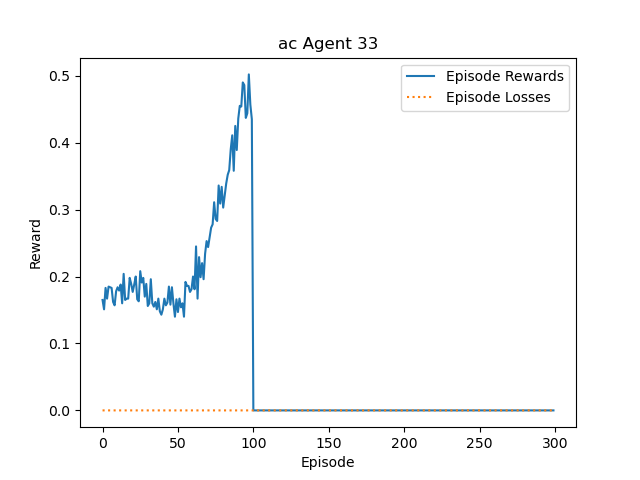 ac Agent 33
Episode Rewards
Episode Losses
Reward
0.5
0.4
0.3
0.2
0.1
0.0
0 50 100 150 200 250 300
Episode